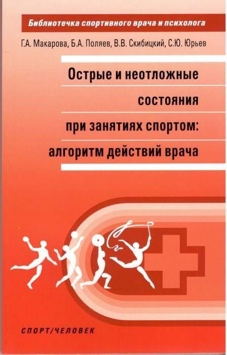 Библиотечка спортивного врача и психолога
Г.А. Макарова, Б.А. Поляев, В.В. Скибицкий, С.Ю. Юрьев
Острые и неотложные
состояния
при занятиях спортом:
алгоритм действий врача
СПОРТ/ЧЕЛОВЕК